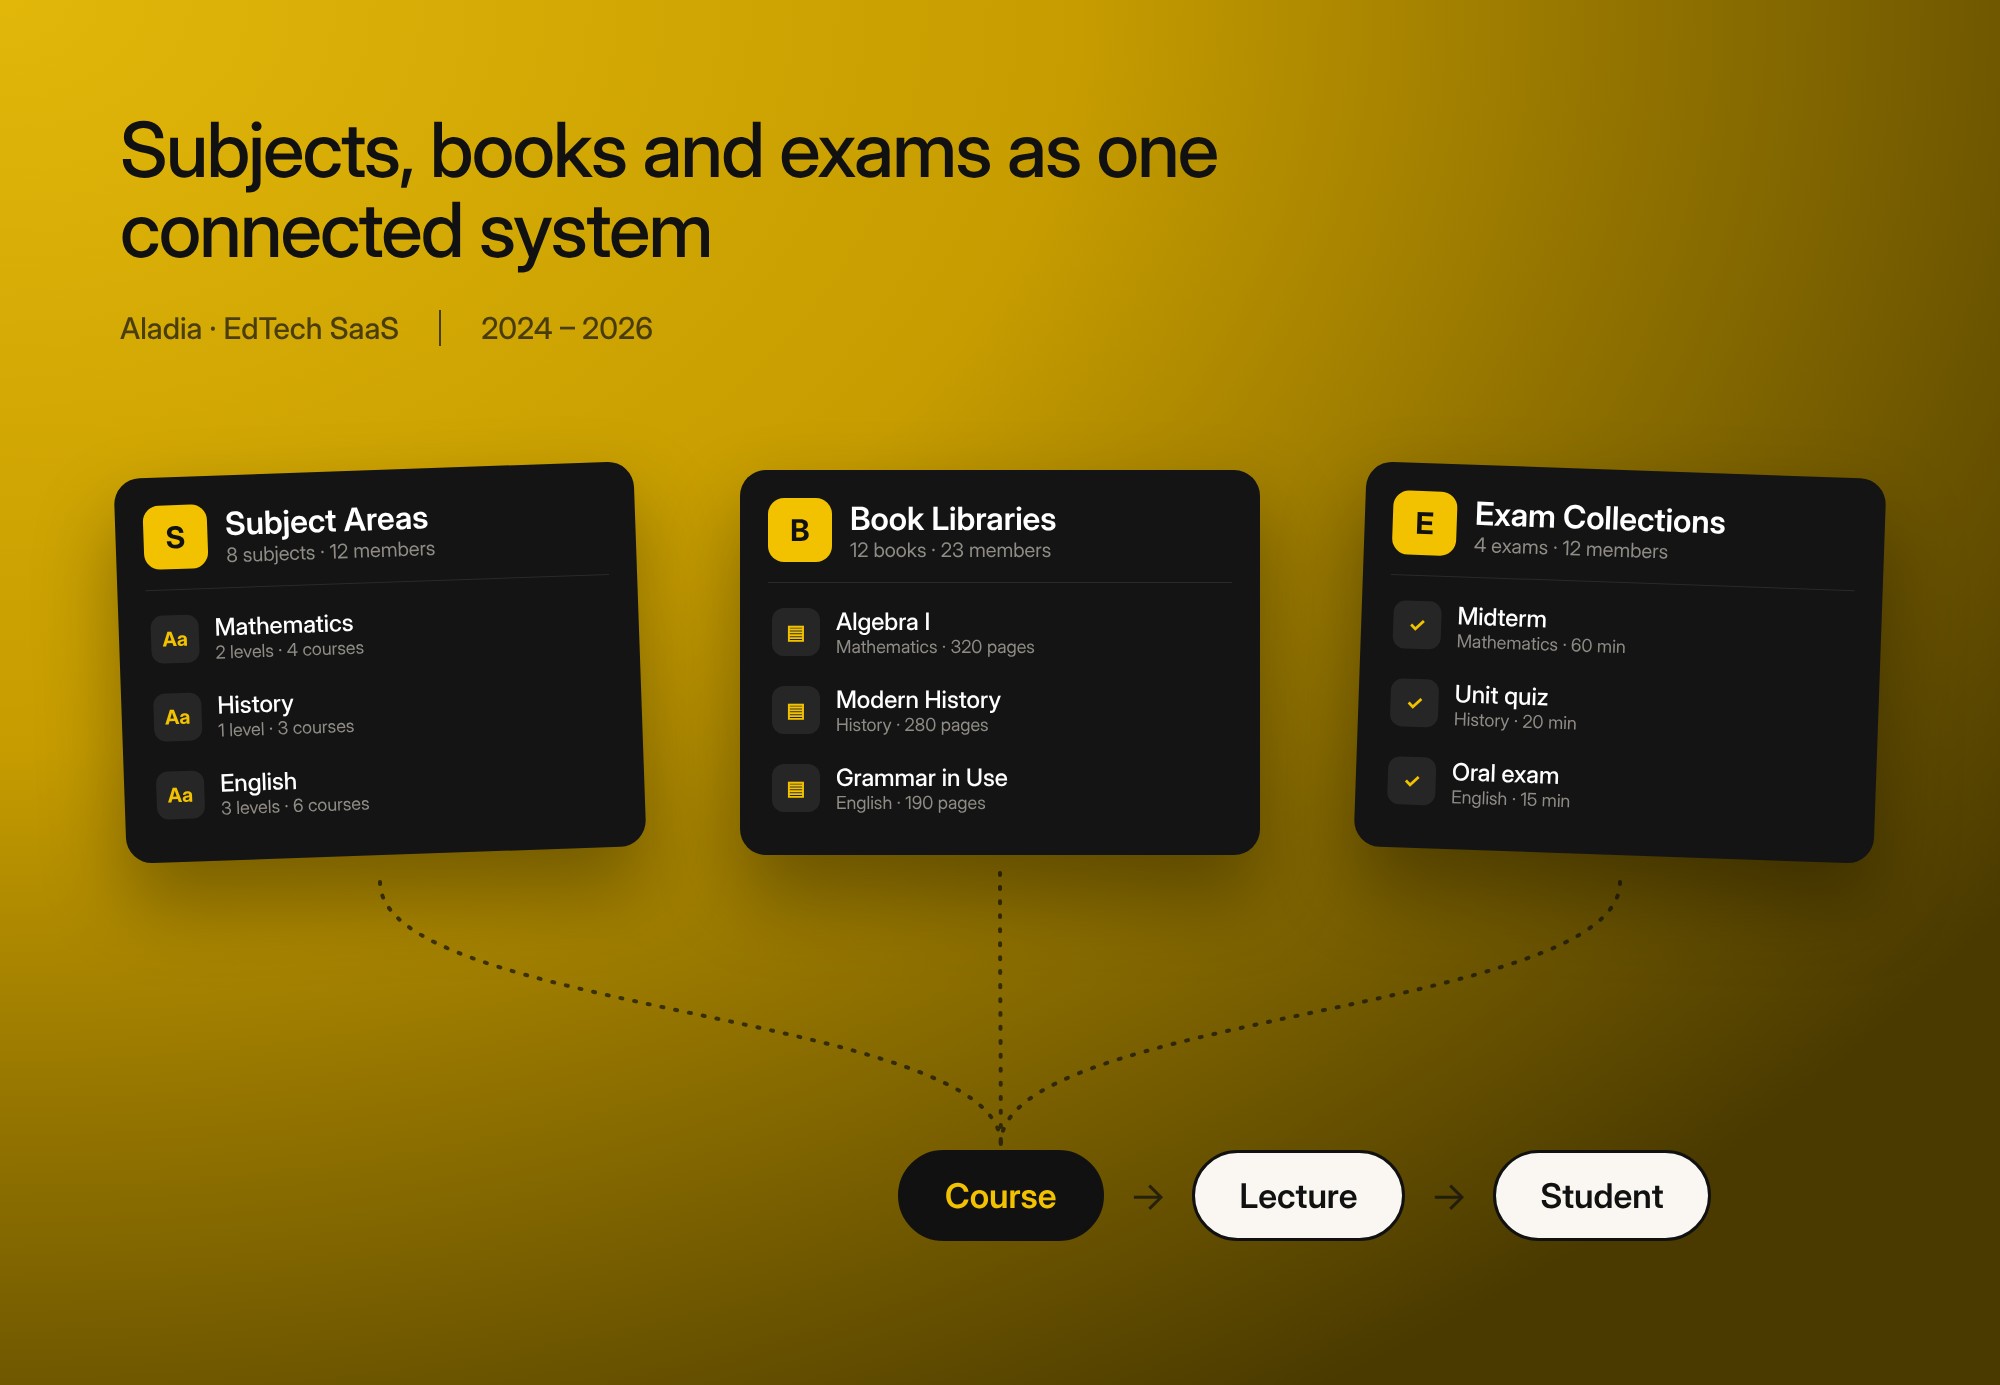 Subjects, books and exams as one
connected system
Aladia · EdTech SaaS | 2024 – 2026
S
Subject Areas
8 subjects · 12 members
Aa
Mathematics
2 levels · 4 courses
Aa
History
1 level · 3 courses
Aa
English
3 levels · 6 courses
B
Book Libraries
12 books · 23 members
Algebra I
Mathematics · 320 pages
Modern History
History · 280 pages
Grammar in Use
English · 190 pages
E
Exam Collections
4 exams · 12 members
Midterm
Mathematics · 60 min
Unit quiz
History · 20 min
Oral exam
English · 15 min
Course → Lecture → Student